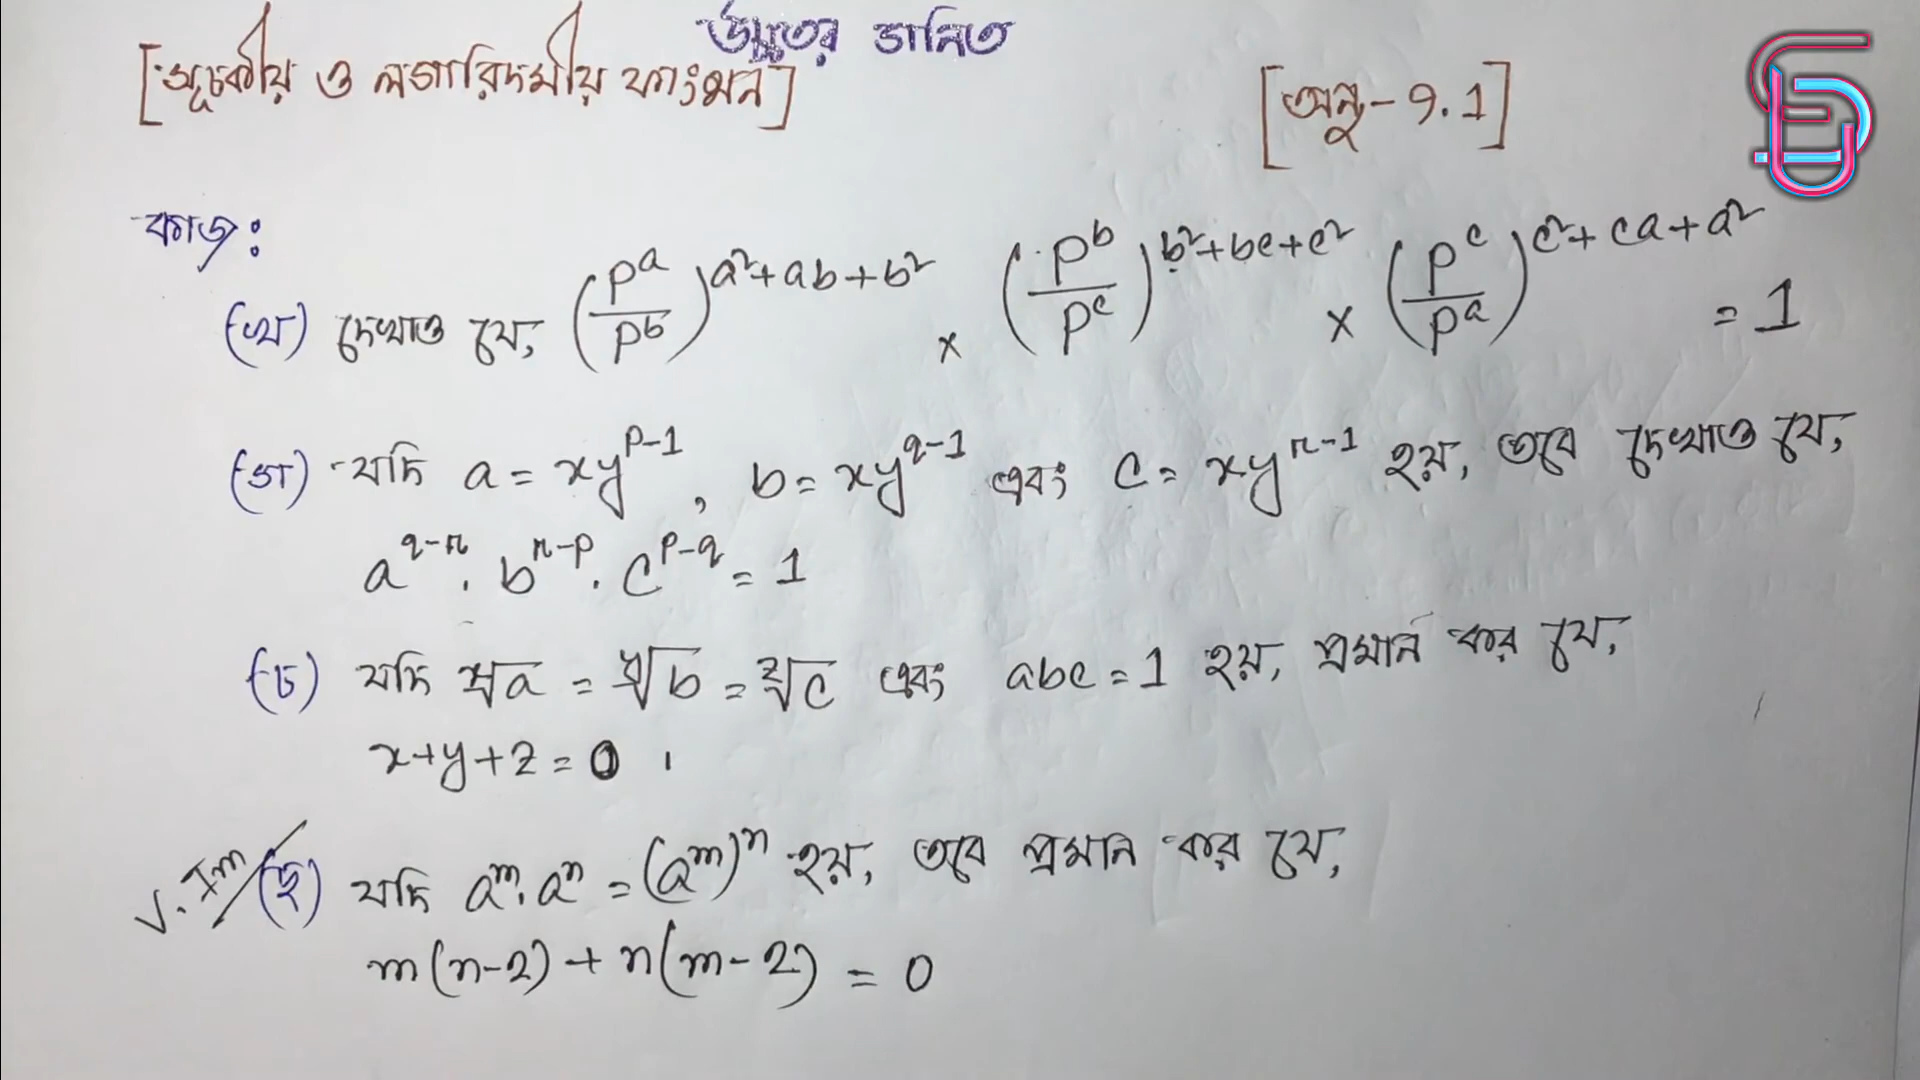 উচ্চতর গনিত
[সূচকীয় ও লগারিদমীয় ফাংশন] [অনু-9.1]
কাজ:
(খ) দেখাও যে, (p^a/p^b)^(a²+ab+b²) × (p^b/p^c)^(b²+bc+c²) × (p^c/p^a)^(c²+ca+a²) = 1
(গ) যদি a = xy^(p-1), b = xy^(q-1) এবং c = xy^(r-1) হয়, তবে দেখাও যে,
a^(q-r) . b^(r-p) . c^(p-q) = 1
(চ) যদি ˣ√a = ʸ√b = ᶻ√c এবং abc = 1 হয়, প্রমান কর যে,
x+y+z = 0 ।
V.Im (ছ) যদি a^m . a^n = (a^m)^n হয়, তবে প্রমান কর যে,
m(n-2) + n(m-2) = 0